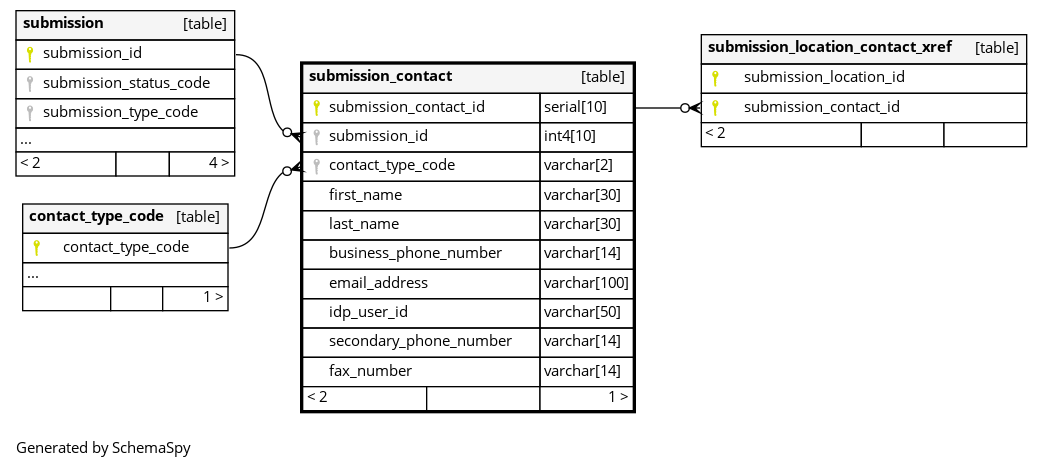 submission [table]
submission_id
submission_status_code
submission_type_code
...
< 2 4 >
contact_type_code [table]
contact_type_code
...
1 >
submission_contact [table]
submission_contact_id serial[10]
submission_id int4[10]
contact_type_code varchar[2]
first_name varchar[30]
last_name varchar[30]
business_phone_number varchar[14]
email_address varchar[100]
idp_user_id varchar[50]
secondary_phone_number varchar[14]
fax_number varchar[14]
< 2 1 >
submission_location_contact_xref [table]
submission_location_id
submission_contact_id
< 2
Generated by SchemaSpy